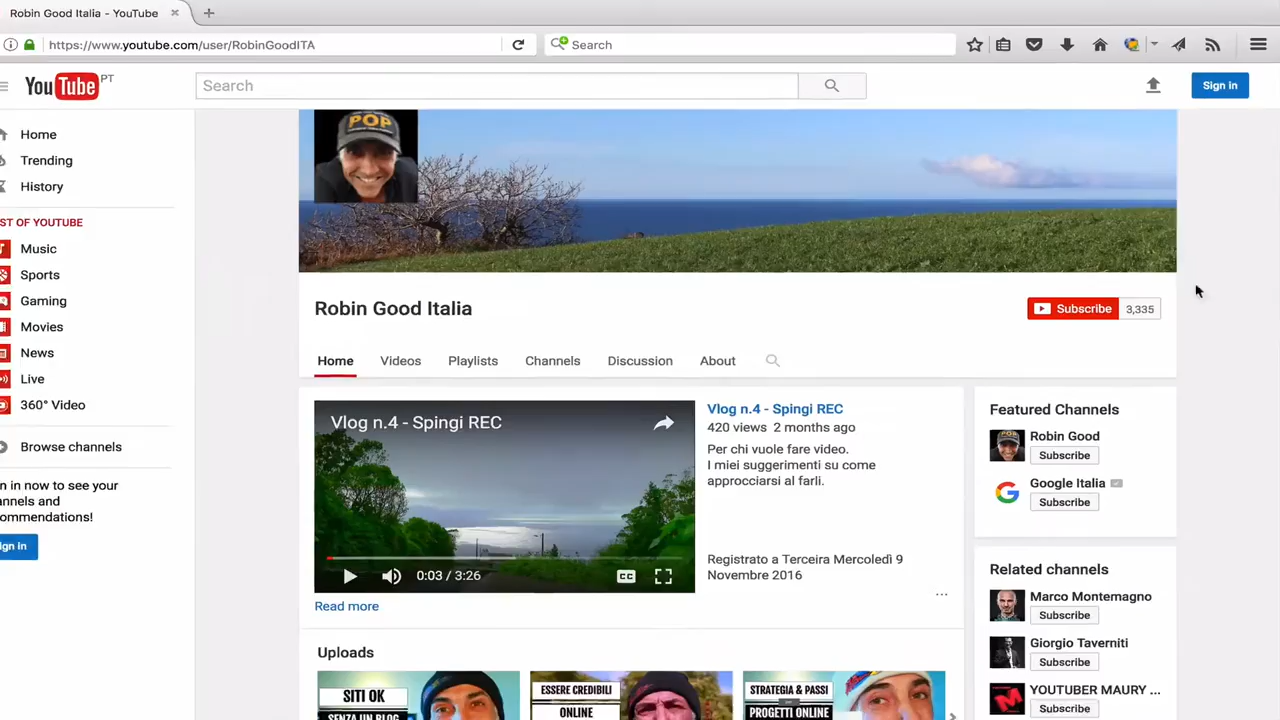 Robin Good Italia - YouTube
https://www.youtube.com/user/RobinGoodITA
Search
YouTube PT
Search
Sign in
Home
Trending
History
ST OF YOUTUBE
Music
Sports
Gaming
Movies
News
Live
360° Video
Browse channels
n in now to see your
nnels and
ommendations!
ign in
POP
Robin Good Italia
Subscribe 3,335
Home Videos Playlists Channels Discussion About
Vlog n.4 - Spingi REC
0:03 / 3:26
CC
Read more
Vlog n.4 - Spingi REC
420 views 2 months ago
Per chi vuole fare video.
I miei suggerimenti su come
approcciarsi al farli.
Registrato a Terceira Mercoledì 9
Novembre 2016
...
Featured Channels
Robin Good
Subscribe
Google Italia
Subscribe
Related channels
Marco Montemagno
Subscribe
Giorgio Taverniti
Subscribe
YOUTUBER MAURY ...
Subscribe
Uploads
SITI OK
SENZA UN BLOG
ESSERE CREDIBILI
ONLINE
STRATEGIA & PASSI
PROGETTI ONLINE